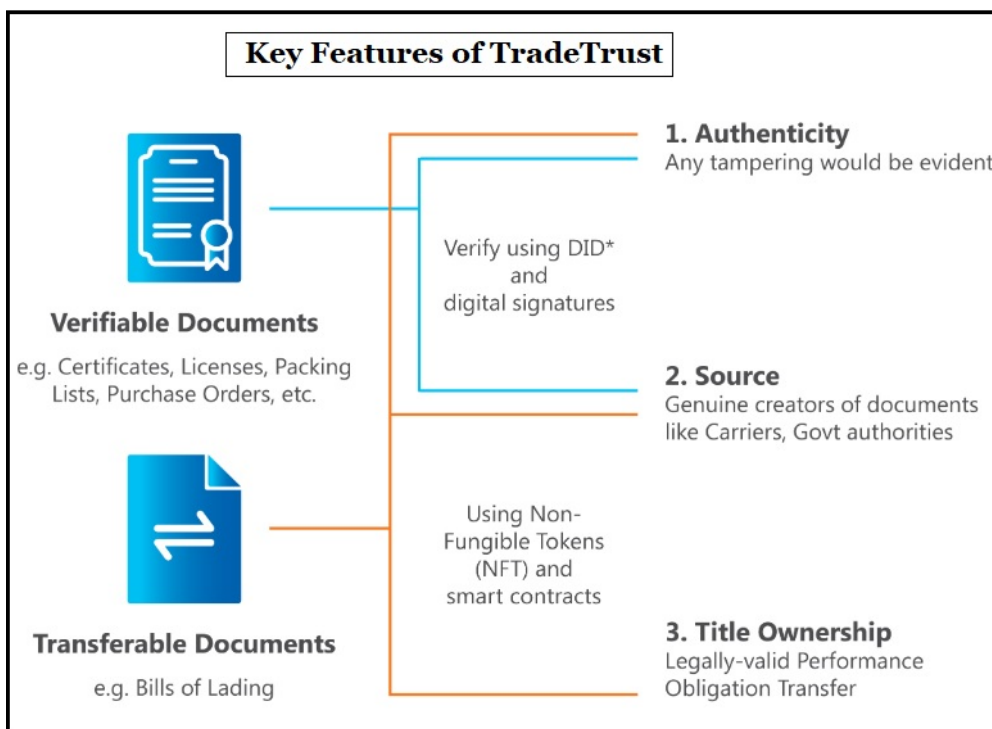 Key Features of TradeTrust
Verifiable Documents
e.g. Certificates, Licenses, Packing
Lists, Purchase Orders, etc.
Transferable Documents
e.g. Bills of Lading
Verify using DID*
and
digital signatures
Using Non-
Fungible Tokens
(NFT) and
smart contracts
1. Authenticity
Any tampering would be evident
2. Source
Genuine creators of documents
like Carriers, Govt authorities
3. Title Ownership
Legally-valid Performance
Obligation Transfer